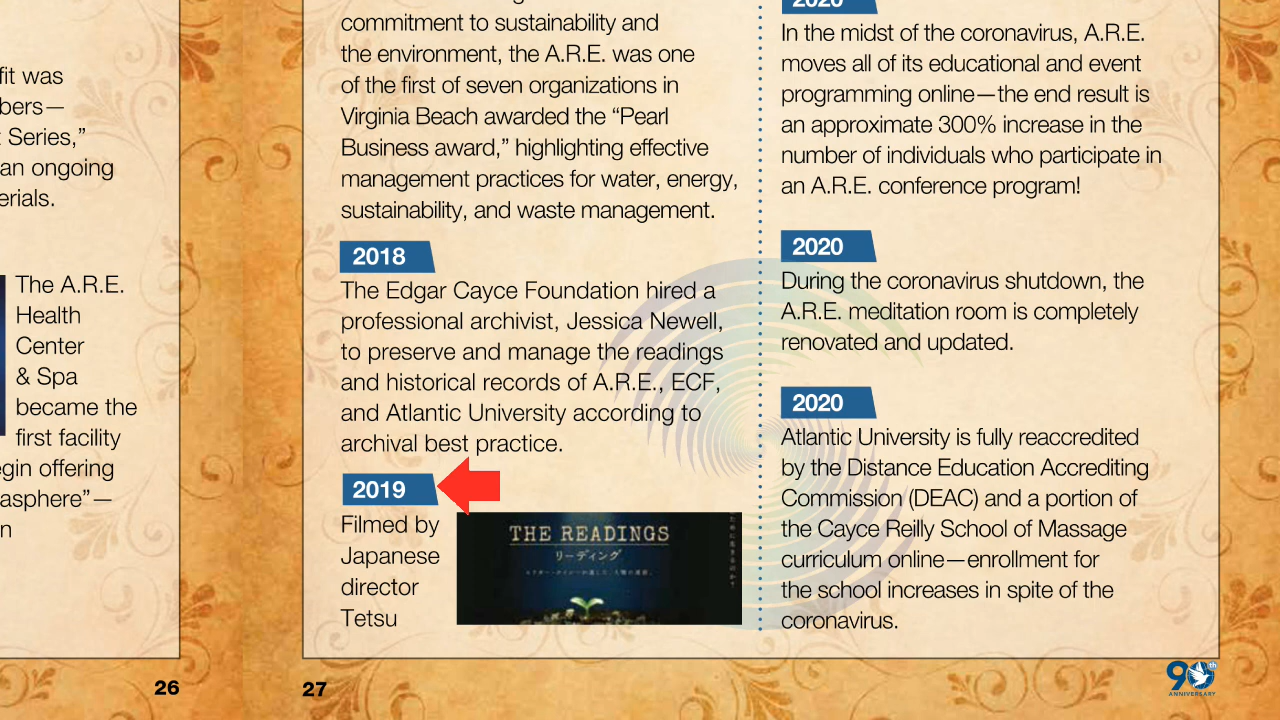 fit was
bers—
t Series,”
an ongoing
erials.
The A.R.E.
Health
Center
& Spa
became the
first facility
egin offering
asphere”—
n
26
commitment to sustainability and
the environment, the A.R.E. was one
of the first of seven organizations in
Virginia Beach awarded the “Pearl
Business award,” highlighting effective
management practices for water, energy,
sustainability, and waste management.
2018
The Edgar Cayce Foundation hired a
professional archivist, Jessica Newell,
to preserve and manage the readings
and historical records of A.R.E., ECF,
and Atlantic University according to
archival best practice.
2019
Filmed by
Japanese
director
Tetsu
THE READINGS
リーディング
27
2020
In the midst of the coronavirus, A.R.E.
moves all of its educational and event
programming online—the end result is
an approximate 300% increase in the
number of individuals who participate in
an A.R.E. conference program!
2020
During the coronavirus shutdown, the
A.R.E. meditation room is completely
renovated and updated.
2020
Atlantic University is fully reaccredited
by the Distance Education Accrediting
Commission (DEAC) and a portion of
the Cayce Reilly School of Massage
curriculum online—enrollment for
the school increases in spite of the
coronavirus.
90th
ANNIVERSARY